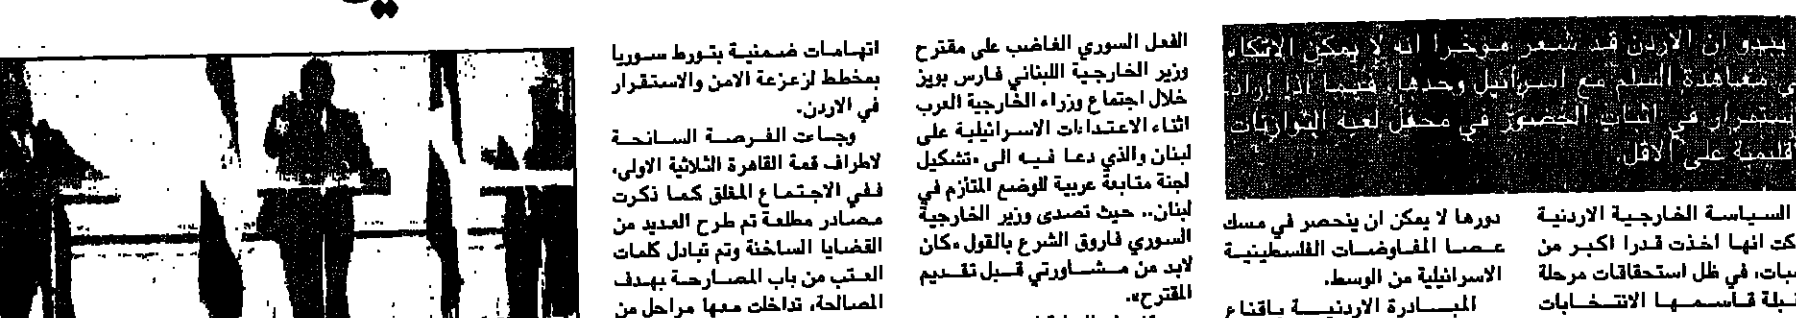 يبدو ان الاردن قد شعر مؤخرا انه لا يمكن الاتكال
معاهدة السلم مع اسرائيل وحدها ضمنا اذا اراد
في اثبات الحضور في محفل لعبة التوازنات
على الاقل.
السياسة الخارجية الاردنية
انها اخذت قدرا اكبر من
في ظل استحقاقات مرحلة
قاسمها الانتخابات
دورها لا يمكن ان ينحصر في مسك
عصا المفاوضات الفلسطينية
الاسرائيلية من الوسط.
المبادرة الاردنية باقناع
الفعل السوري الغاضب على مقترح
وزير الخارجية اللبناني فارس بويز
خلال اجتماع وزراء الخارجية العرب
اثناء الاعتداءات الاسرائيلية على
لبنان والذي دعا فيه الى «تشكيل
لجنة متابعة عربية للوضع المتأزم في
لبنان.. حيث تصدى وزير الخارجية
السوري فاروق الشرع بالقول «كان
لابد من مشاورتي قبل تقديم
المقترح».
اتهامات ضمنية بتورط سوريا
بمخطط لزعزعة الامن والاستقرار
في الاردن.
وجاءت الفرصة السانحة
لاطراف قمة القاهرة الثلاثية الاولى،
ففي الاجتماع المغلق كما ذكرت
مصادر مطلعة تم طرح العديد من
القضايا الساخنة وتم تبادل كلمات
العتب من باب المصارحة بهدف
المصالحة، تداخلت معها مراحل من